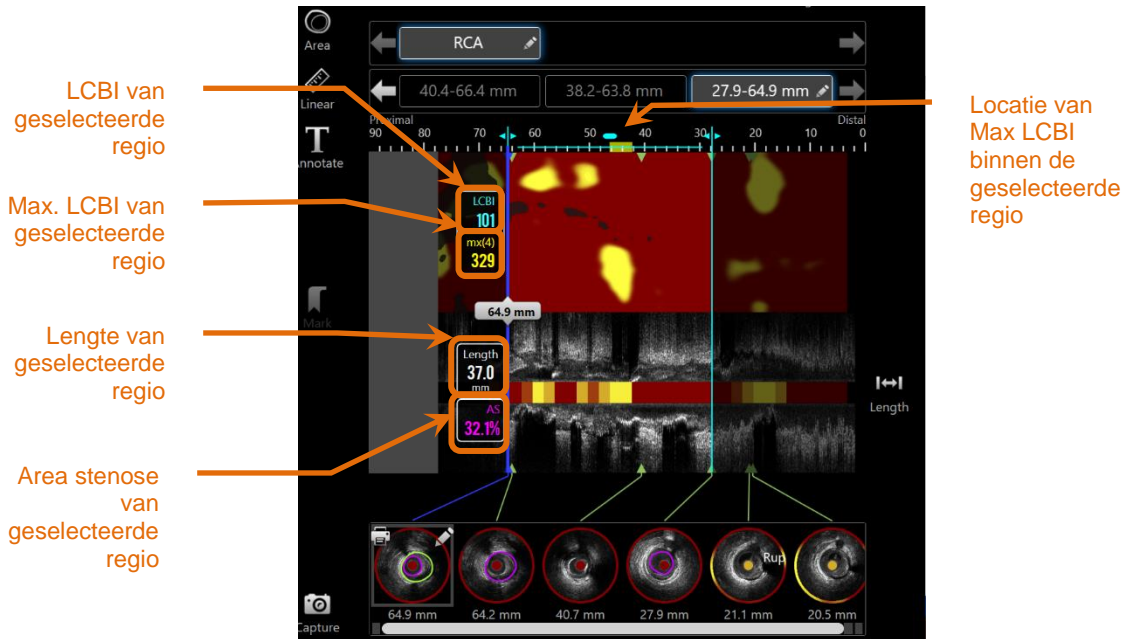 Area
RCA
LCBI van
geselecteerde
regio
Linear
40.4-66.4 mm
38.2-63.8 mm
27.9-64.9 mm
Locatie van
Max LCBI
binnen de
geselecteerde
regio
Proximal
Distal
90 80 70 60 50 40 30 20 10 0
T
Annotate
Max. LCBI van
geselecteerde
regio
LCBI
101
mx(4)
329
64.9 mm
Mark
Lengte van
geselecteerde
regio
Length
37.0
mm
Length
AS
32.1%
Area stenose
van
geselecteerde
regio
Rup
64.9 mm
64.2 mm
40.7 mm
27.9 mm
21.1 mm
20.5 mm
Capture